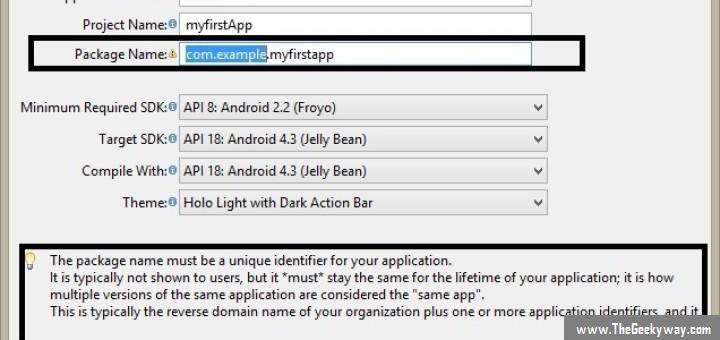 Project Name: myfirstApp
Package Name: com.example.myfirstapp
Minimum Required SDK: API 8: Android 2.2 (Froyo)
Target SDK: API 18: Android 4.3 (Jelly Bean)
Compile With: API 18: Android 4.3 (Jelly Bean)
Theme: Holo Light with Dark Action Bar
The package name must be a unique identifier for your application.
It is typically not shown to users, but it *must* stay the same for the lifetime of your application; it is how
multiple versions of the same application are considered the "same app".
This is typically the reverse domain name of your organization plus one or more application identifiers, and it
www.TheGeekyway.com